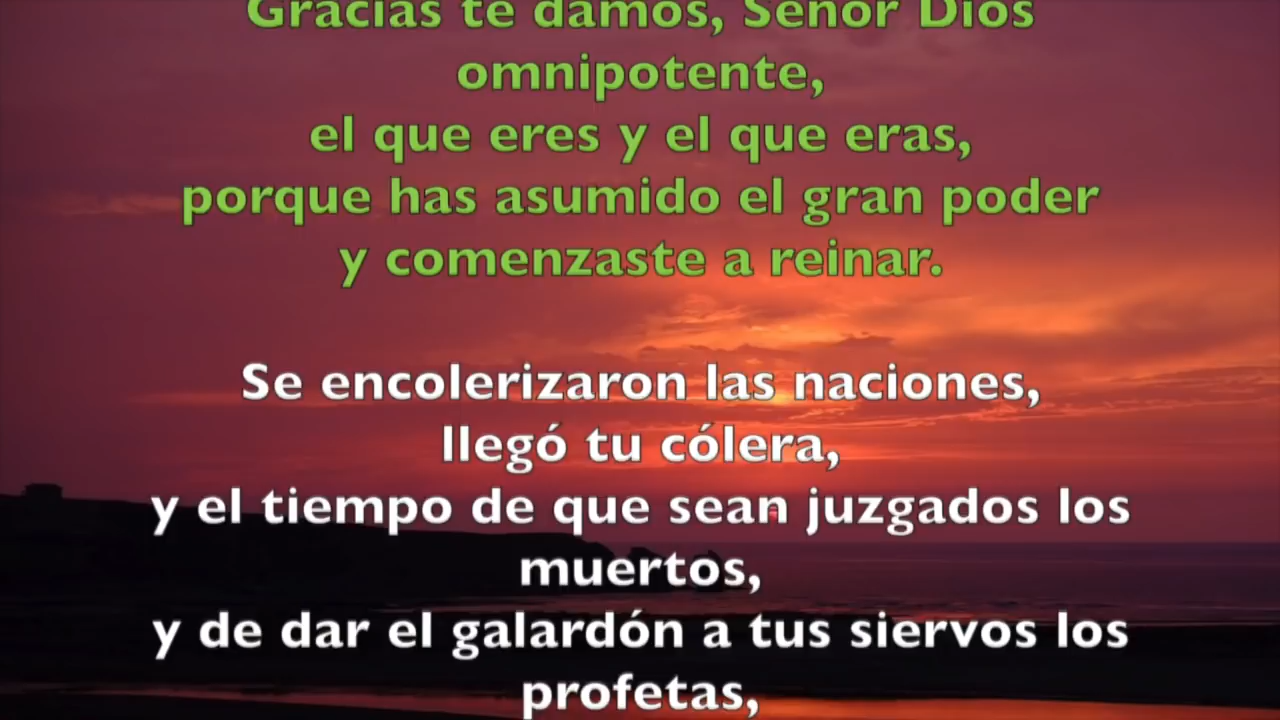 Gracias te damos, Señor Dios
omnipotente,
el que eres y el que eras,
porque has asumido el gran poder
y comenzaste a reinar.
Se encolerizaron las naciones,
llegó tu cólera,
y el tiempo de que sean juzgados los
muertos,
y de dar el galardón a tus siervos los
profetas,